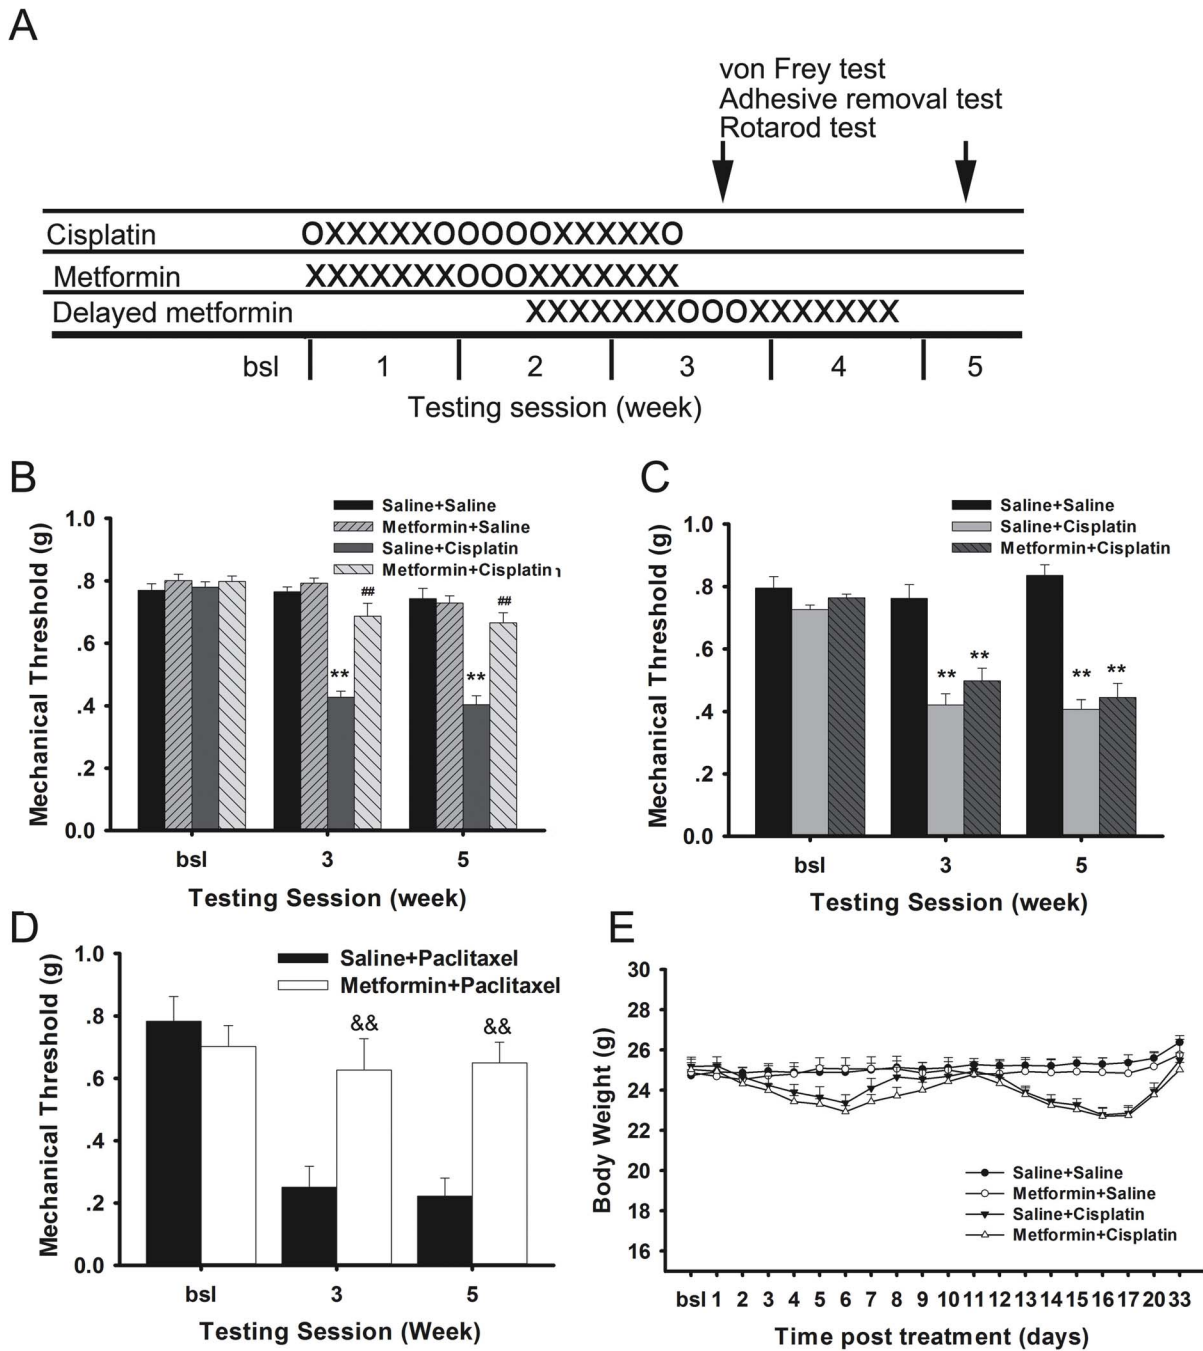 A
von Frey test
Adhesive removal test
Rotarod test
Cisplatin OXXXXXOOOOOXXXXXO
Metformin XXXXXXXOOOXXXXXXX
Delayed metformin XXXXXXXOOOXXXXXXX
bsl 1 2 3 4 5
Testing session (week)
B
Saline+Saline
Metformin+Saline
Saline+Cisplatin
Metformin+Cisplatin
Mechanical Threshold (g)
1.0
.8
.6
.4
.2
0.0
** ##
** ##
bsl 3 5
Testing Session (week)
C
Saline+Saline
Saline+Cisplatin
Metformin+Cisplatin
Mechanical Threshold (g)
1.0
.8
.6
.4
.2
0.0
** **
** **
bsl 3 5
Testing Session (week)
D
Saline+Paclitaxel
Metformin+Paclitaxel
Mechanical Threshold (g)
1.0
.8
.6
.4
.2
0.0
&& &&
bsl 3 5
Testing Session (Week)
E
Body Weight (g)
30
28
26
24
22
20
18
16
Saline+Saline
Metformin+Saline
Saline+Cisplatin
Metformin+Cisplatin
bsl 1 2 3 4 5 6 7 8 9 10 11 12 13 14 15 16 17 20 33
Time post treatment (days)